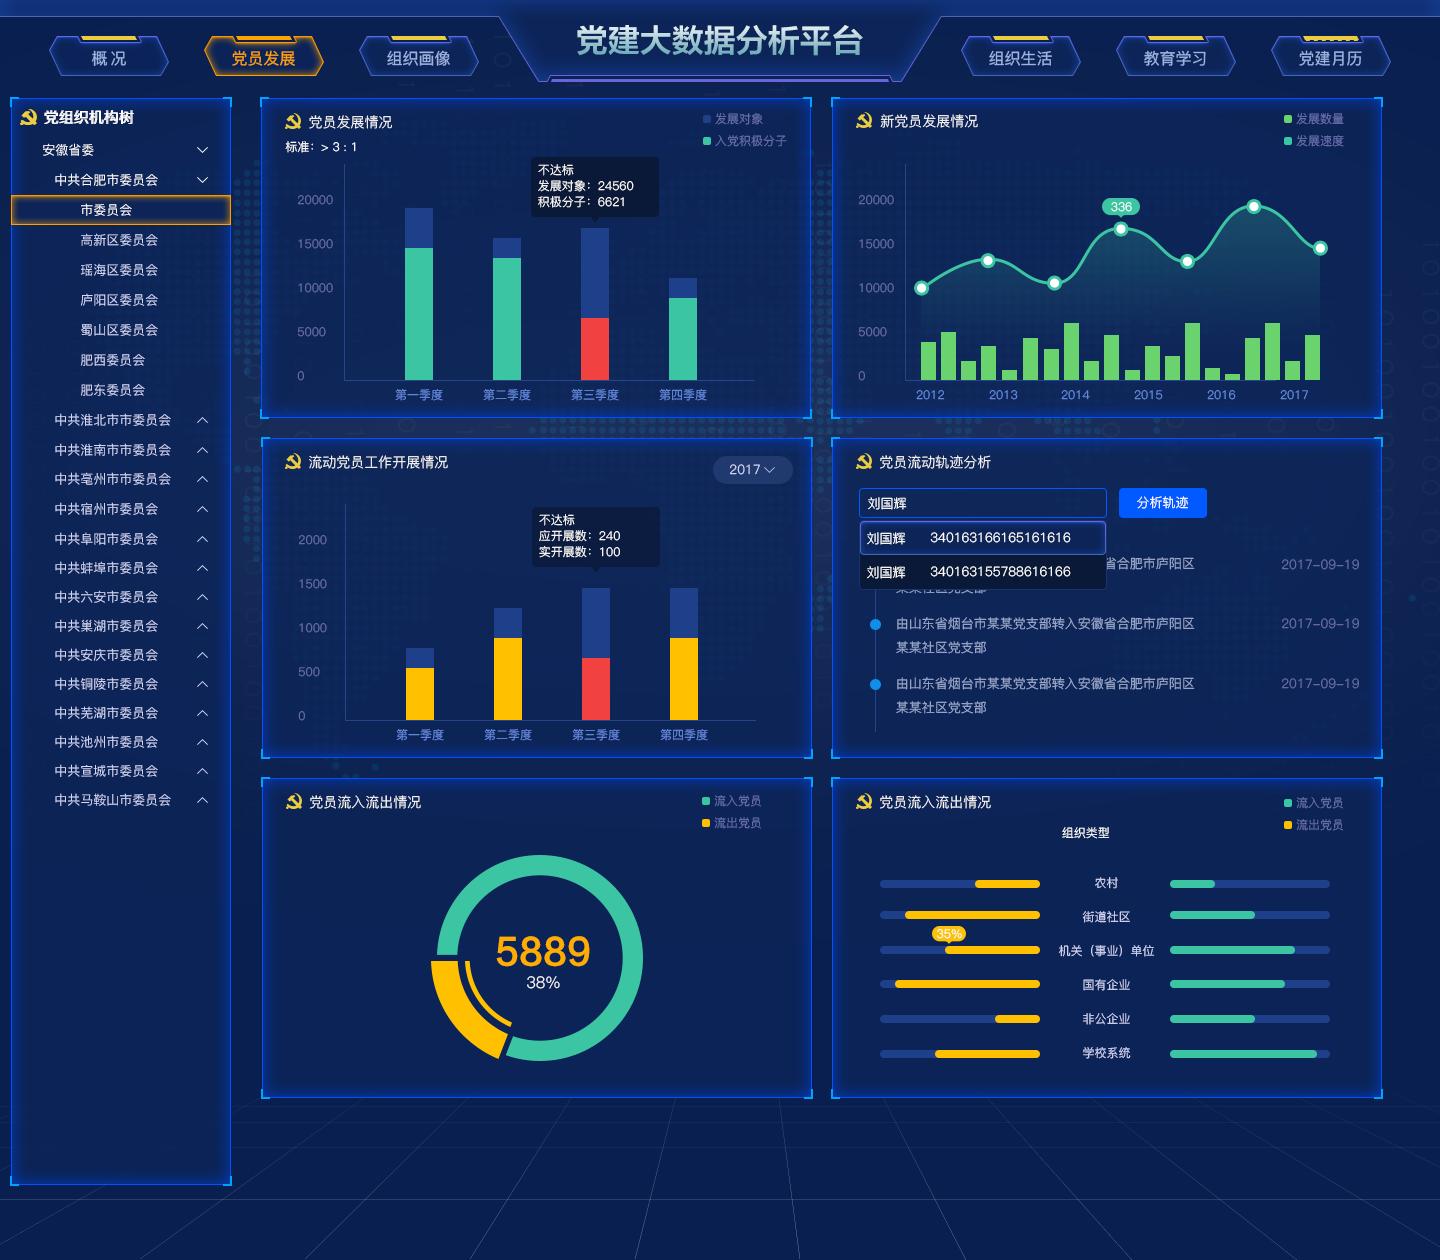 党建大数据分析平台
概 况
党员发展
组织画像
组织生活
教育学习
党建月历
党组织机构树
安徽省委
中共合肥市委员会
市委员会
高新区委员会
瑶海区委员会
庐阳区委员会
蜀山区委员会
肥西委员会
肥东委员会
中共淮北市市委员会
中共淮南市市委员会
中共亳州市市委员会
中共宿州市委员会
中共阜阳市委员会
中共蚌埠市委员会
中共六安市委员会
中共巢湖市委员会
中共安庆市委员会
中共铜陵市委员会
中共芜湖市委员会
中共池州市委员会
中共宣城市委员会
中共马鞍山市委员会
党员发展情况
标准：> 3 : 1
发展对象
入党积极分子
不达标
发展对象：24560
积极分子：6621
20000
15000
10000
5000
0
第一季度
第二季度
第三季度
第四季度
新党员发展情况
发展数量
发展速度
336
20000
15000
10000
5000
0
2012
2013
2014
2015
2016
2017
流动党员工作开展情况
2017
不达标
应开展数：240
实开展数：100
2000
1500
1000
500
0
第一季度
第二季度
第三季度
第四季度
党员流动轨迹分析
刘国辉
分析轨迹
刘国辉 340163166165161616
刘国辉 340163155788616166
省合肥市庐阳区
2017-09-19
某某社区党支部
由山东省烟台市某某党支部转入安徽省合肥市庐阳区
某某社区党支部
2017-09-19
由山东省烟台市某某党支部转入安徽省合肥市庐阳区
某某社区党支部
2017-09-19
党员流入流出情况
流入党员
流出党员
5889
38%
党员流入流出情况
流入党员
流出党员
组织类型
农村
街道社区
35%
机关（事业）单位
国有企业
非公企业
学校系统